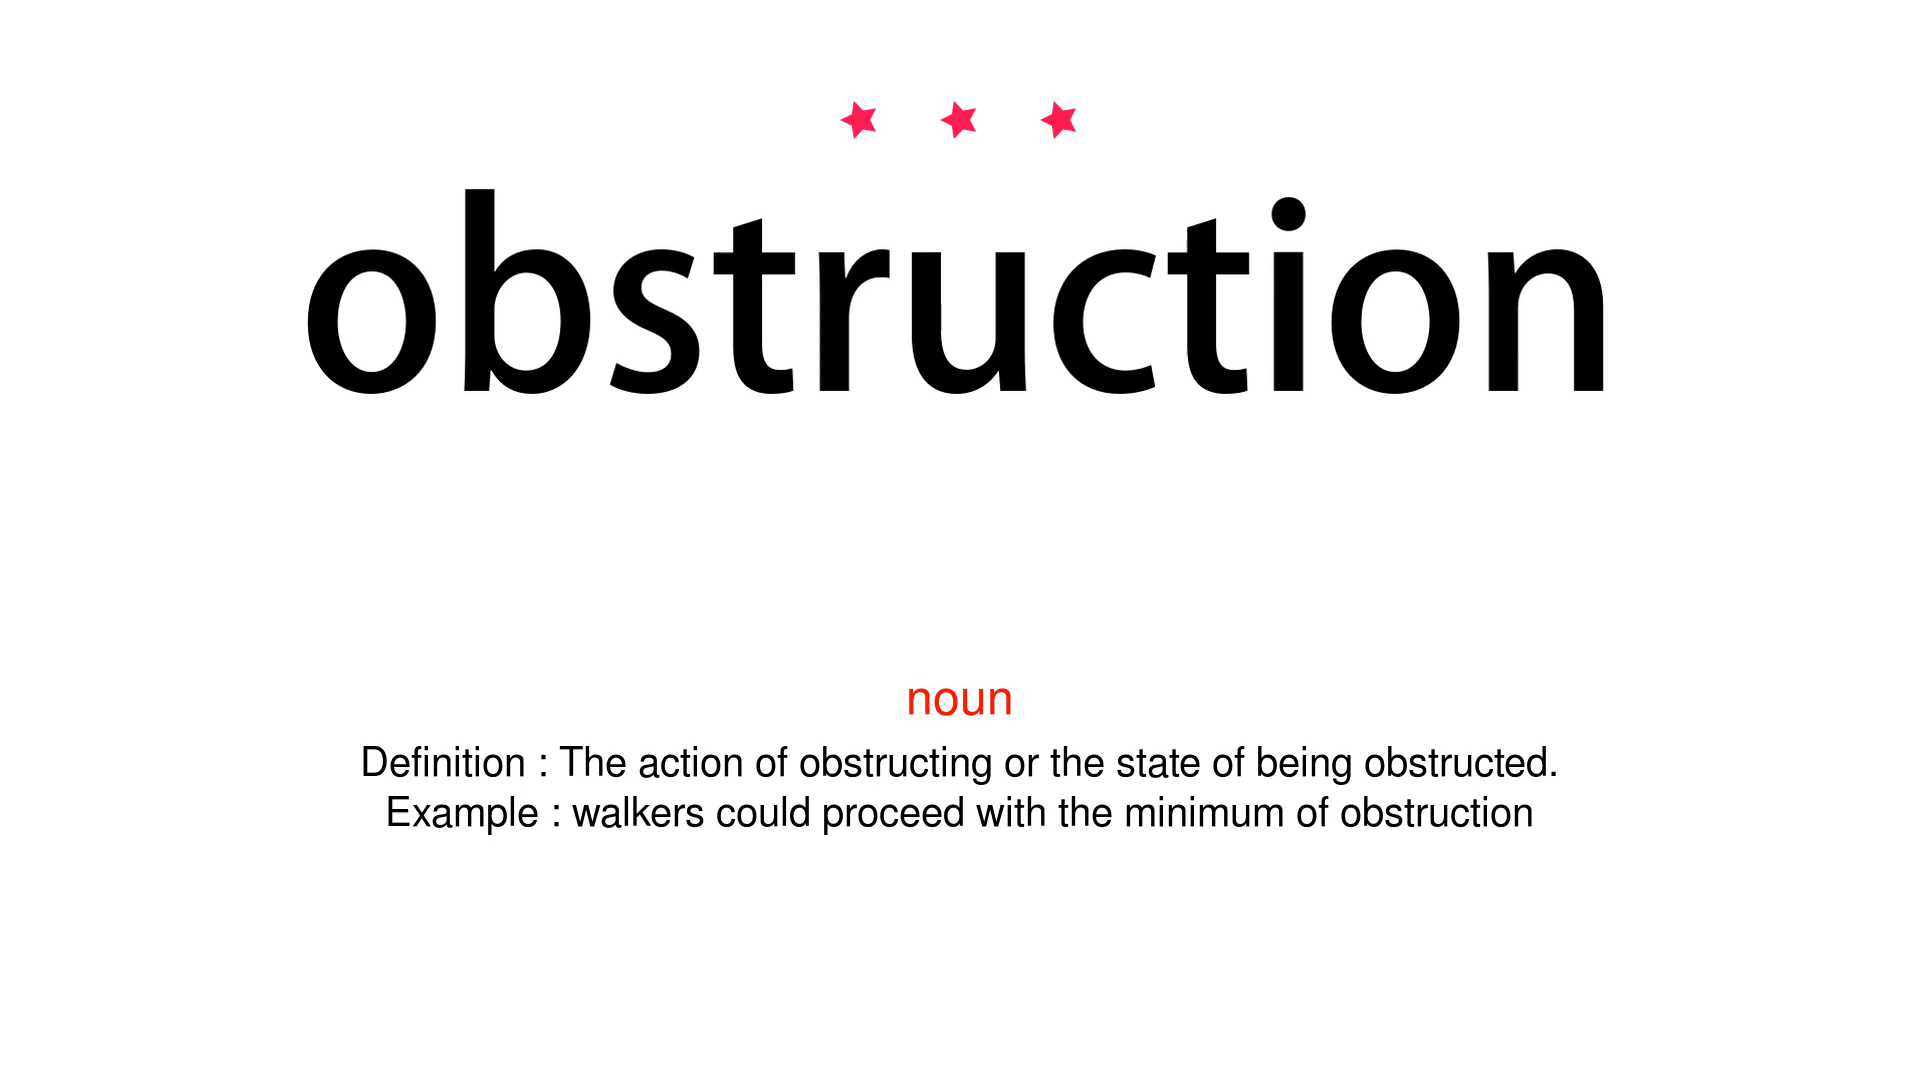 obstruction
noun
Definition : The action of obstructing or the state of being obstructed.
Example : walkers could proceed with the minimum of obstruction